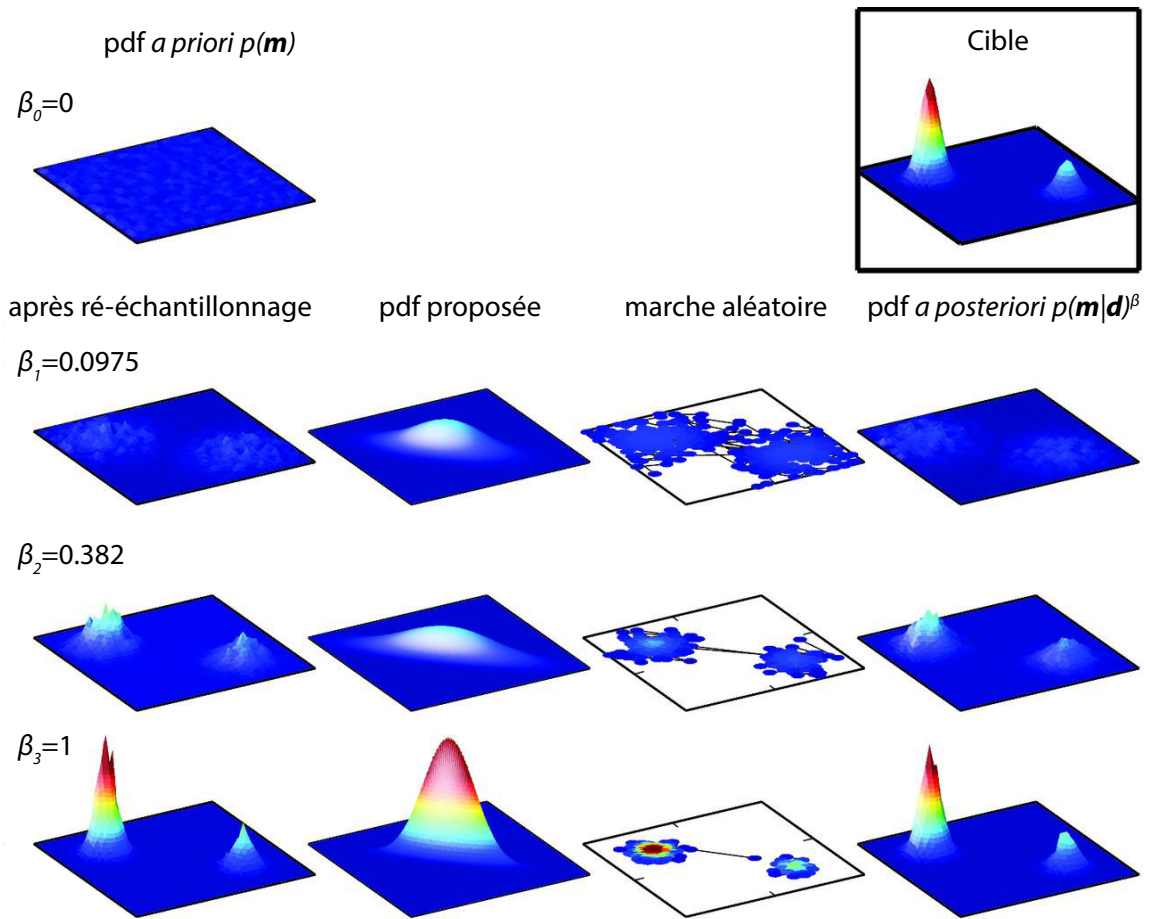 pdf a priori p(m)
Cible
β0=0
après ré-échantillonnage
pdf proposée
marche aléatoire
pdf a posteriori p(m|d)β
β1=0.0975
β2=0.382
β3=1